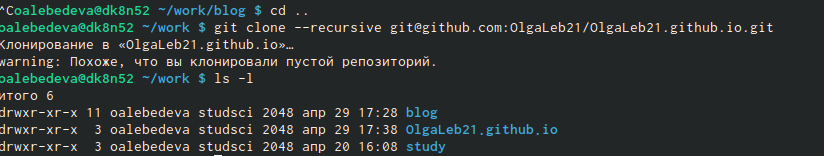 ^Coalebedeva@dk8n52 ~/work/blog $ cd ..
oalebedeva@dk8n52 ~/work $ git clone --recursive git@github.com:OlgaLeb21/OlgaLeb21.github.io.git
Клонирование в «OlgaLeb21.github.io»…
warning: Похоже, что вы клонировали пустой репозиторий.
oalebedeva@dk8n52 ~/work $ ls -l
итого 6
drwxr-xr-x 11 oalebedeva studsci 2048 апр 29 17:28 blog
drwxr-xr-x  3 oalebedeva studsci 2048 апр 29 17:38 OlgaLeb21.github.io
drwxr-xr-x  3 oalebedeva studsci 2048 апр 20 16:08 study